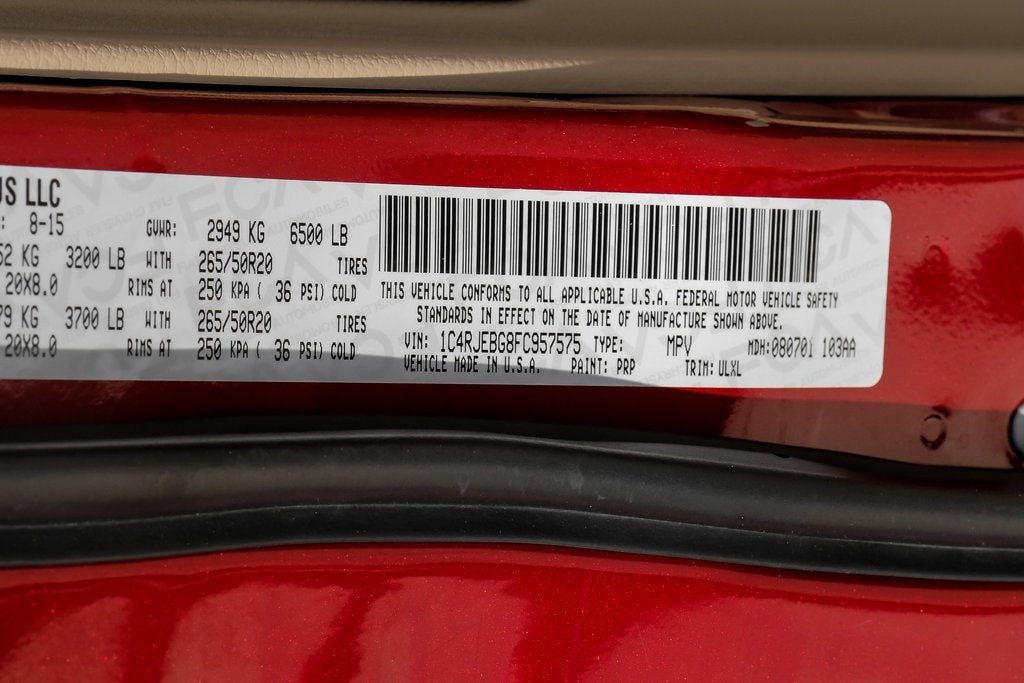 US LLC
: 8-15 GVWR: 2949 KG 6500 LB
52 KG 3200 LB WITH 265/50R20 TIRES
20X8.0 RIMS AT 250 KPA ( 36 PSI) COLD
79 KG 3700 LB WITH 265/50R20 TIRES
20X8.0 RIMS AT 250 KPA ( 36 PSI) COLD
THIS VEHICLE CONFORMS TO ALL APPLICABLE U.S.A. FEDERAL MOTOR VEHICLE SAFETY
STANDARDS IN EFFECT ON THE DATE OF MANUFACTURE SHOWN ABOVE.
VIN: 1C4RJEBG8FC957575 TYPE: MPV MDH:080701 103AA
VEHICLE MADE IN U.S.A. PAINT: PRP TRIM: ULXL